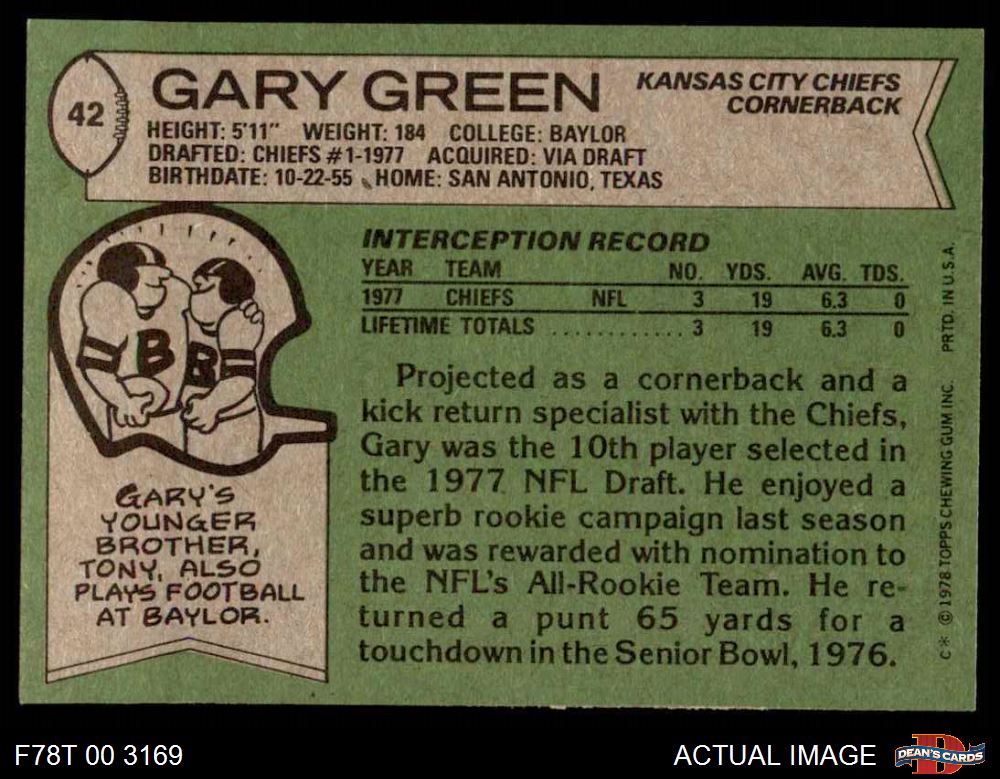 42
GARY GREEN
KANSAS CITY CHIEFS
CORNERBACK
HEIGHT: 5'11" WEIGHT: 184 COLLEGE: BAYLOR
DRAFTED: CHIEFS #1-1977 ACQUIRED: VIA DRAFT
BIRTHDATE: 10-22-55 HOME: SAN ANTONIO, TEXAS
B B
GARY'S
YOUNGER
BROTHER,
TONY, ALSO
PLAYS FOOTBALL
AT BAYLOR.
INTERCEPTION RECORD
YEAR TEAM NO. YDS. AVG. TDS.
1977 CHIEFS NFL 3 19 6.3 0
LIFETIME TOTALS ............ 3 19 6.3 0
Projected as a cornerback and a
kick return specialist with the Chiefs,
Gary was the 10th player selected in
the 1977 NFL Draft. He enjoyed a
superb rookie campaign last season
and was rewarded with nomination to
the NFL's All-Rookie Team. He re-
turned a punt 65 yards for a
touchdown in the Senior Bowl, 1976.
C* ©1978 TOPPS CHEWING GUM INC. PRTD. IN U.S.A.
F78T 00 3169
ACTUAL IMAGE
D
DEAN'S CARDS